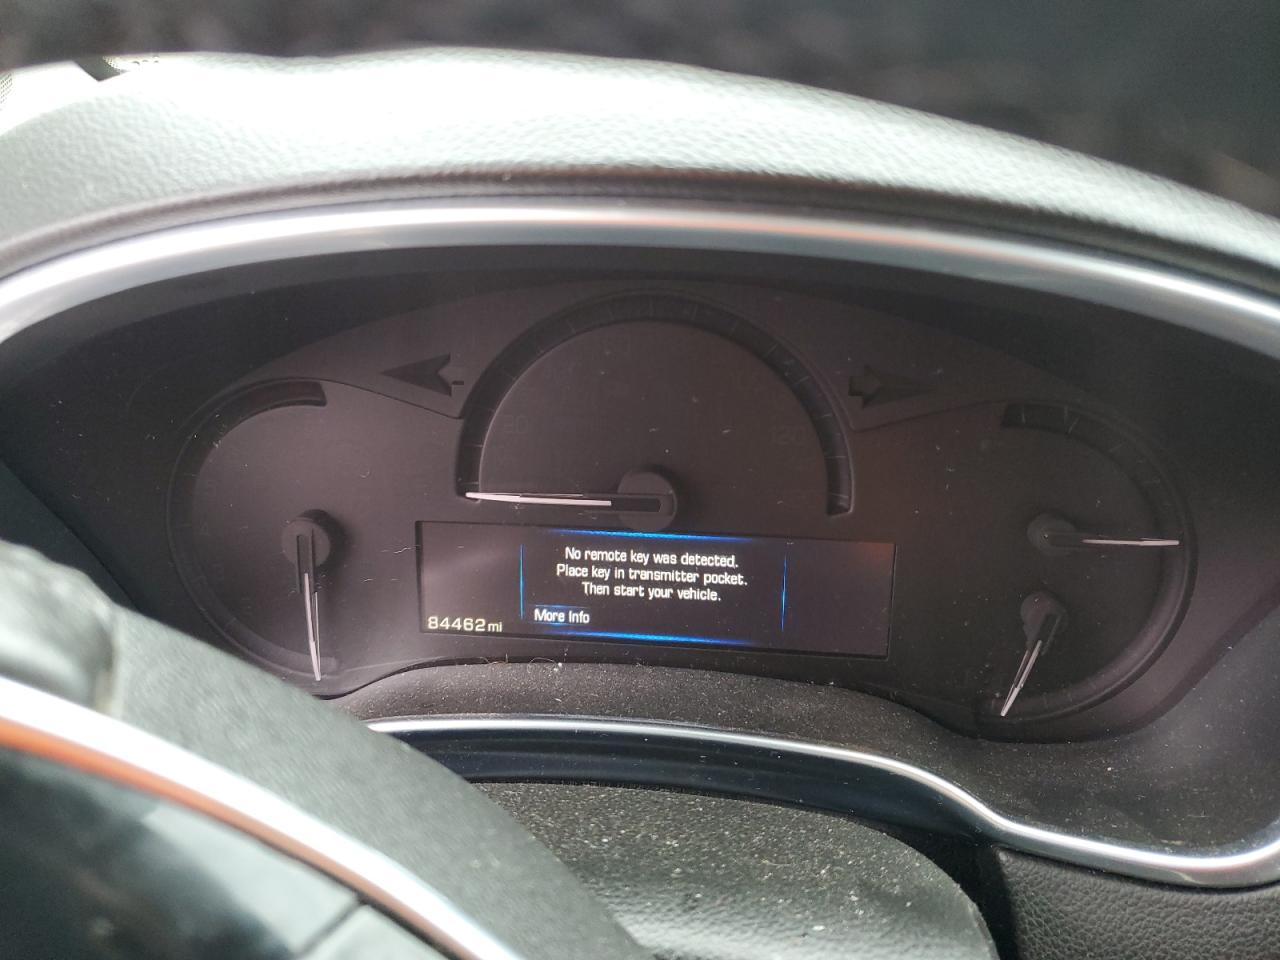 No remote key was detected.
Place key in transmitter pocket.
Then start your vehicle.
More Info
84462 mi